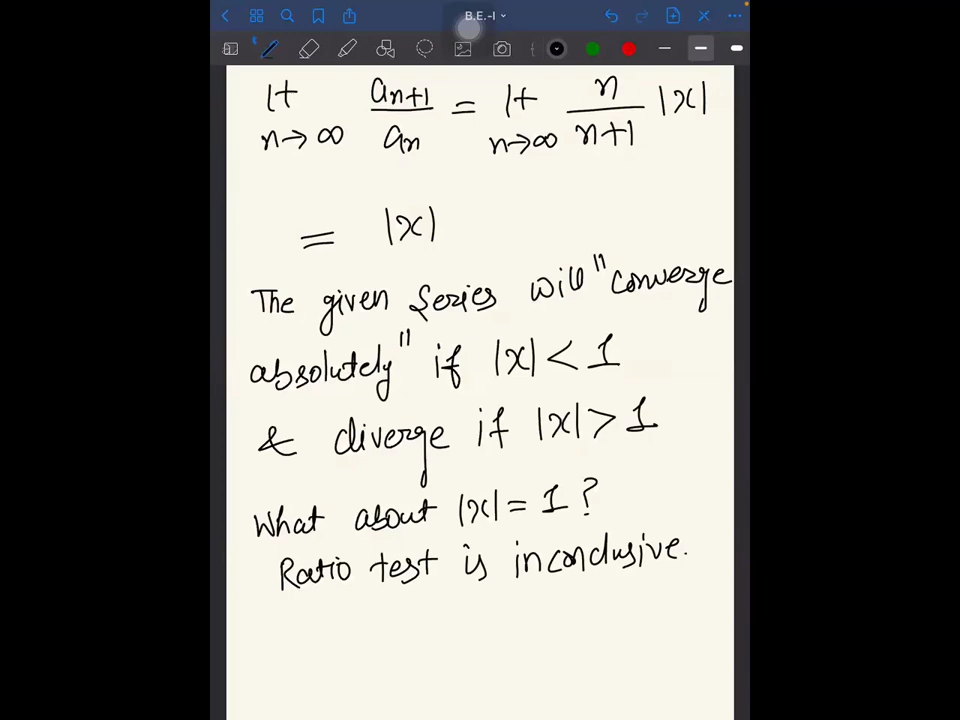 B.E.-I
lt n→∞ an+1/an = lt n→∞ n/n+1 |x|
= |x|
The given series will "converge
absolutely" if |x| < 1
& diverge if |x| > 1
What about |x| = 1 ?
Ratio test is inconclusive.